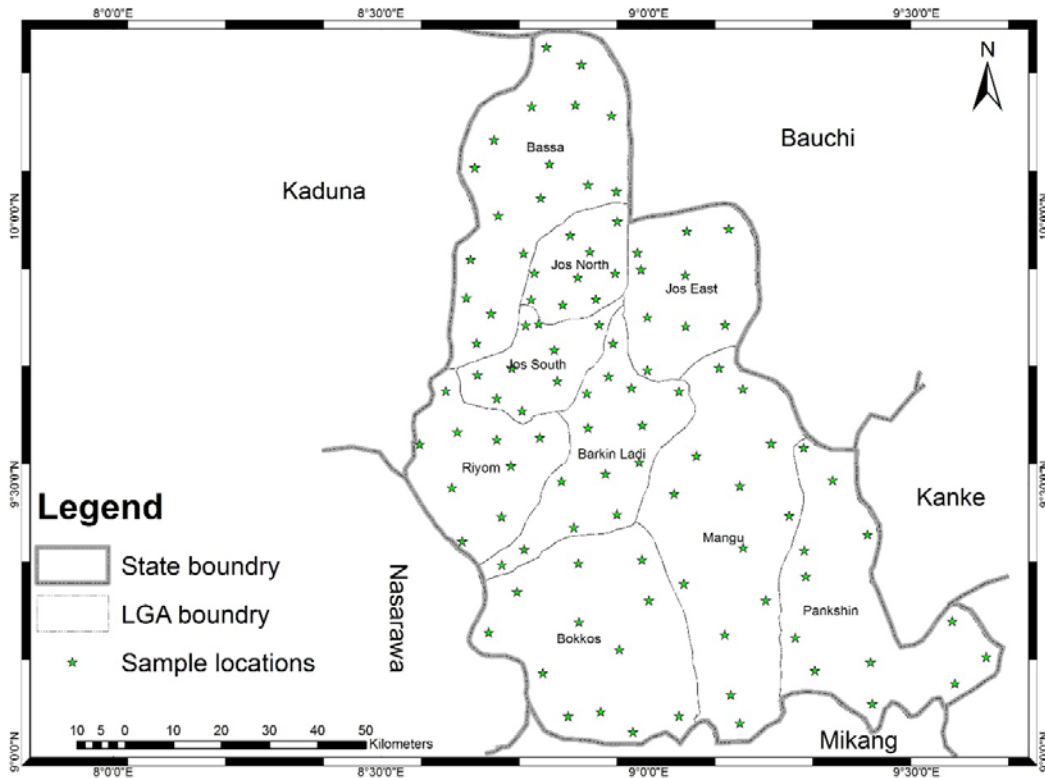 8°0'0"E 8°30'0"E 9°0'0"E 9°30'0"E
N
Bassa
Bauchi
Kaduna
10°0'0"N 10°0'0"N
Jos North
Jos East
Jos South
Barkin Ladi
Riyom
9°30'0"N 9°30'0"N
Kanke
Legend
Mangu
State boundry
Nasarawa
LGA boundry
Pankshin
Bokkos
Sample locations
10 5 0 10 20 30 40 50
Kilometers
Mikang
9°0'0"N 9°0'0"N
8°0'0"E 8°30'0"E 9°0'0"E 9°30'0"E